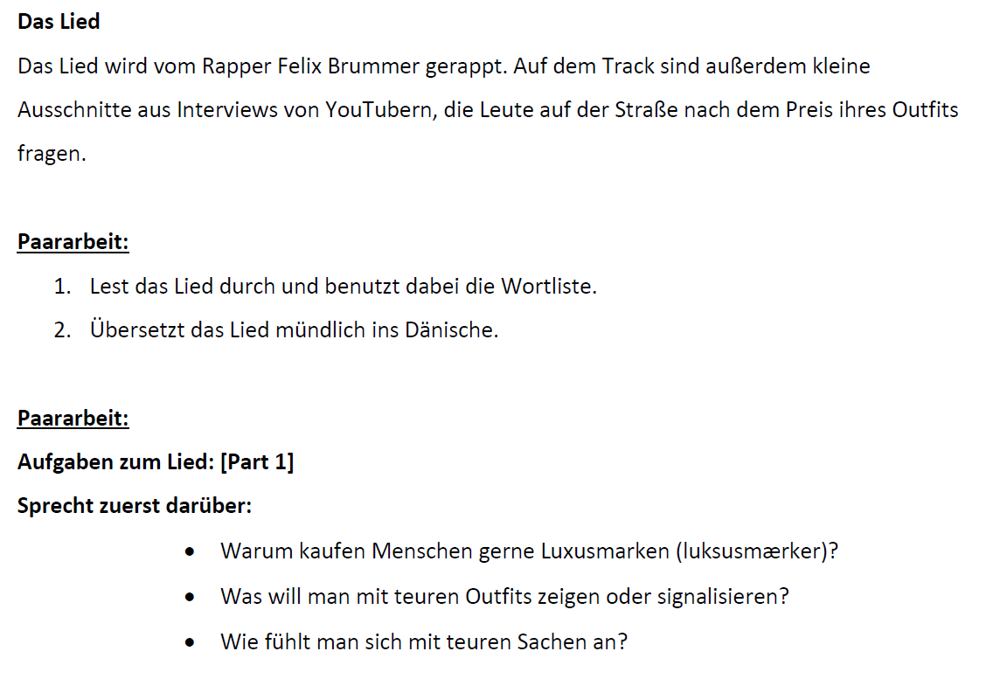 Das Lied
Das Lied wird vom Rapper Felix Brummer gerappt. Auf dem Track sind außerdem kleine
Ausschnitte aus Interviews von YouTubern, die Leute auf der Straße nach dem Preis ihres Outfits
fragen.
Paararbeit:
1. Lest das Lied durch und benutzt dabei die Wortliste.
2. Übersetzt das Lied mündlich ins Dänische.
Paararbeit:
Aufgaben zum Lied: [Part 1]
Sprecht zuerst darüber:
• Warum kaufen Menschen gerne Luxusmarken (luksusmærker)?
• Was will man mit teuren Outfits zeigen oder signalisieren?
• Wie fühlt man sich mit teuren Sachen an?